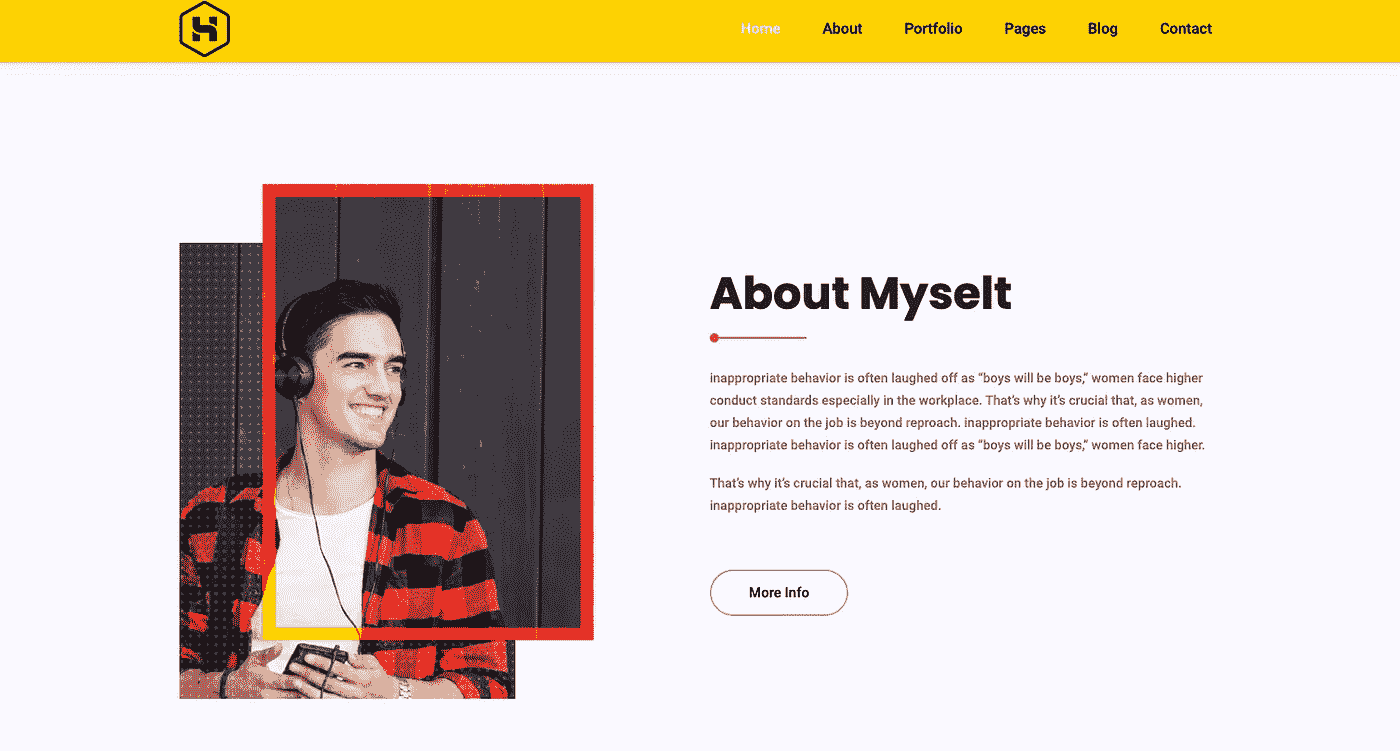 Home About Portfolio Pages Blog Contact
About Myselt
inappropriate behavior is often laughed off as “boys will be boys,” women face higher
conduct standards especially in the workplace. That’s why it’s crucial that, as women,
our behavior on the job is beyond reproach. inappropriate behavior is often laughed.
inappropriate behavior is often laughed off as “boys will be boys,” women face higher.
That’s why it’s crucial that, as women, our behavior on the job is beyond reproach.
inappropriate behavior is often laughed.
More Info